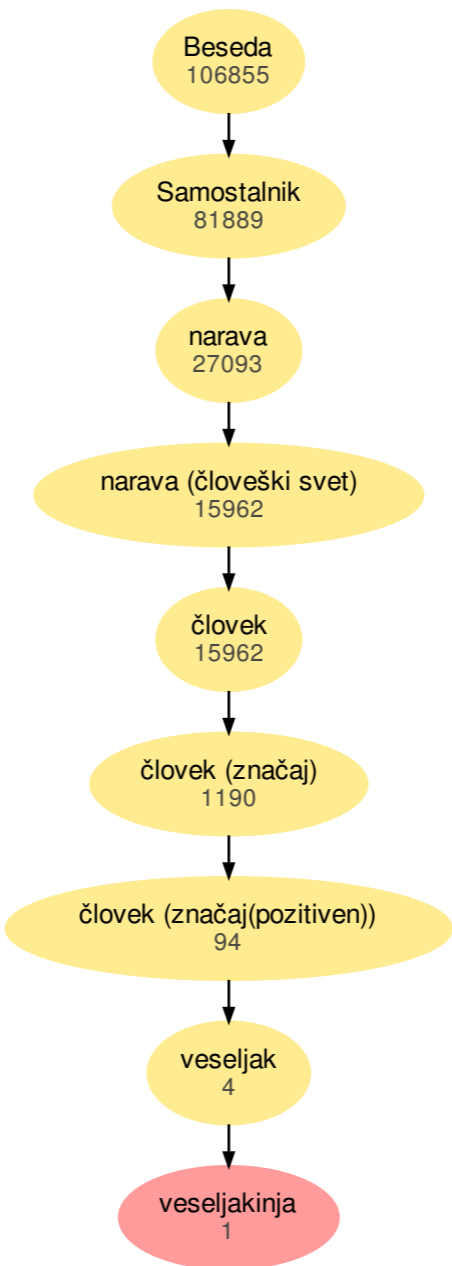 Beseda
106855
Samostalnik
81889
narava
27093
narava (človeški svet)
15962
človek
15962
človek (značaj)
1190
človek (značaj(pozitiven))
94
veseljak
4
veseljakinja
1